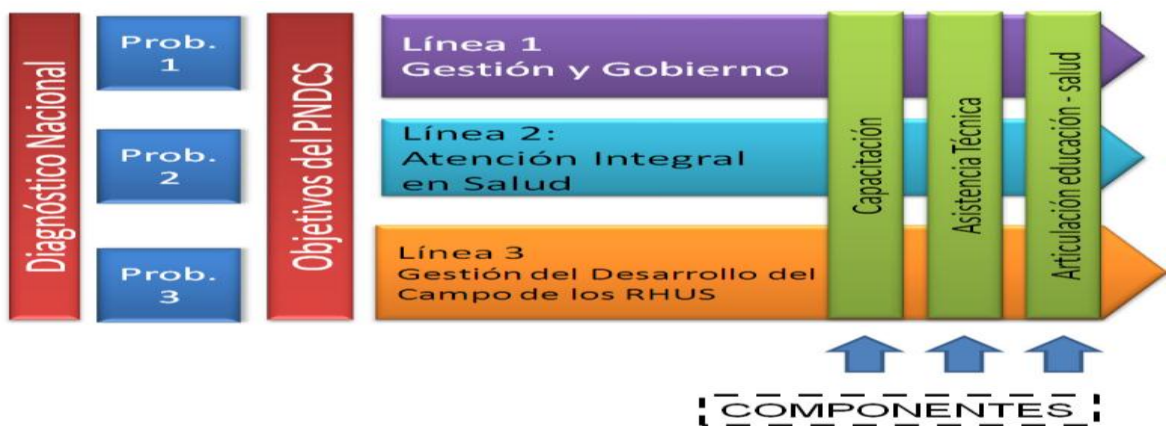 Diagnóstico Nacional
Prob.
1
Prob.
2
Prob.
3
Objetivos del PNDCS
Línea 1
Gestión y Gobierno
Línea 2:
Atención Integral
en Salud
Línea 3
Gestión del Desarrollo del
Campo de los RHUS
Capacitación
Asistencia Técnica
Articulación educación - salud
COMPONENTES